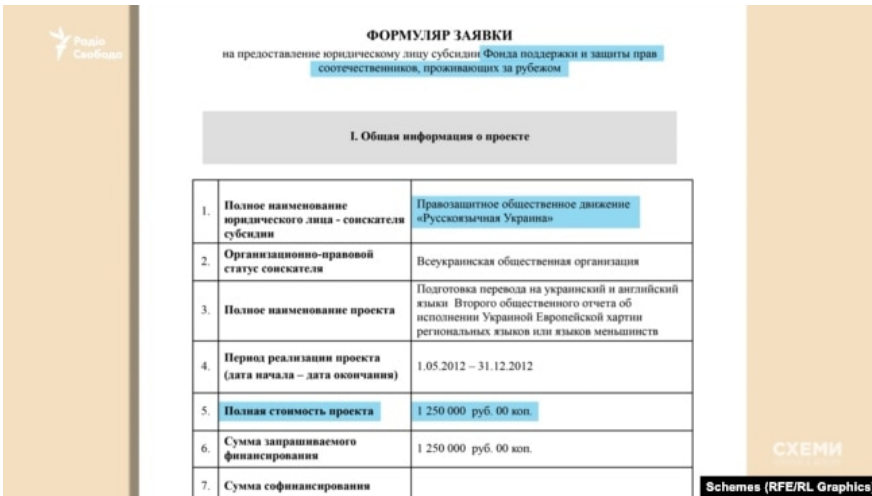 Радіо
Свобода
ФОРМУЛЯР ЗАЯВКИ
на предоставление юридическому лицу субсидии Фонда поддержки и защиты прав
соотечественников, проживающих за рубежом
I. Общая информация о проекте
1. Полное наименование
юридического лица - соискателя
субсидии
Правозащитное общественное движение
«Русскоязычная Украина»
2. Организационно-правовой
статус соискателя
Всеукраинская общественная организация
3. Полное наименование проекта
Подготовка перевода на украинский и английский
языки Второго общественного отчета об
исполнении Украиной Европейской хартии
региональных языков или языков меньшинств
4. Период реализации проекта
(дата начала – дата окончания)
1.05.2012 – 31.12.2012
5. Полная стоимость проекта
1 250 000 руб. 00 коп.
6. Сумма запрашиваемого
финансирования
1 250 000 руб. 00 коп.
7. Сумма софинансирования
СХЕМИ
Schemes (RFE/RL Graphics)